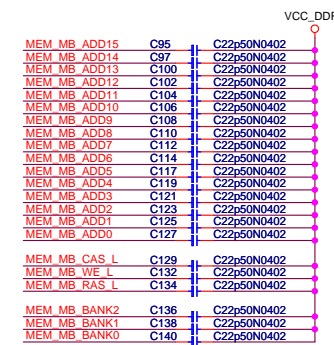 VCC_DDR
MEM_MB_ADD15 C95 C22p50N0402
MEM_MB_ADD14 C97 C22p50N0402
MEM_MB_ADD13 C100 C22p50N0402
MEM_MB_ADD12 C102 C22p50N0402
MEM_MB_ADD11 C104 C22p50N0402
MEM_MB_ADD10 C106 C22p50N0402
MEM_MB_ADD9 C108 C22p50N0402
MEM_MB_ADD8 C110 C22p50N0402
MEM_MB_ADD7 C112 C22p50N0402
MEM_MB_ADD6 C114 C22p50N0402
MEM_MB_ADD5 C117 C22p50N0402
MEM_MB_ADD4 C119 C22p50N0402
MEM_MB_ADD3 C121 C22p50N0402
MEM_MB_ADD2 C123 C22p50N0402
MEM_MB_ADD1 C125 C22p50N0402
MEM_MB_ADD0 C127 C22p50N0402
MEM_MB_CAS_L C129 C22p50N0402
MEM_MB_WE_L C132 C22p50N0402
MEM_MB_RAS_L C134 C22p50N0402
MEM_MB_BANK2 C136 C22p50N0402
MEM_MB_BANK1 C138 C22p50N0402
MEM_MB_BANK0 C140 C22p50N0402